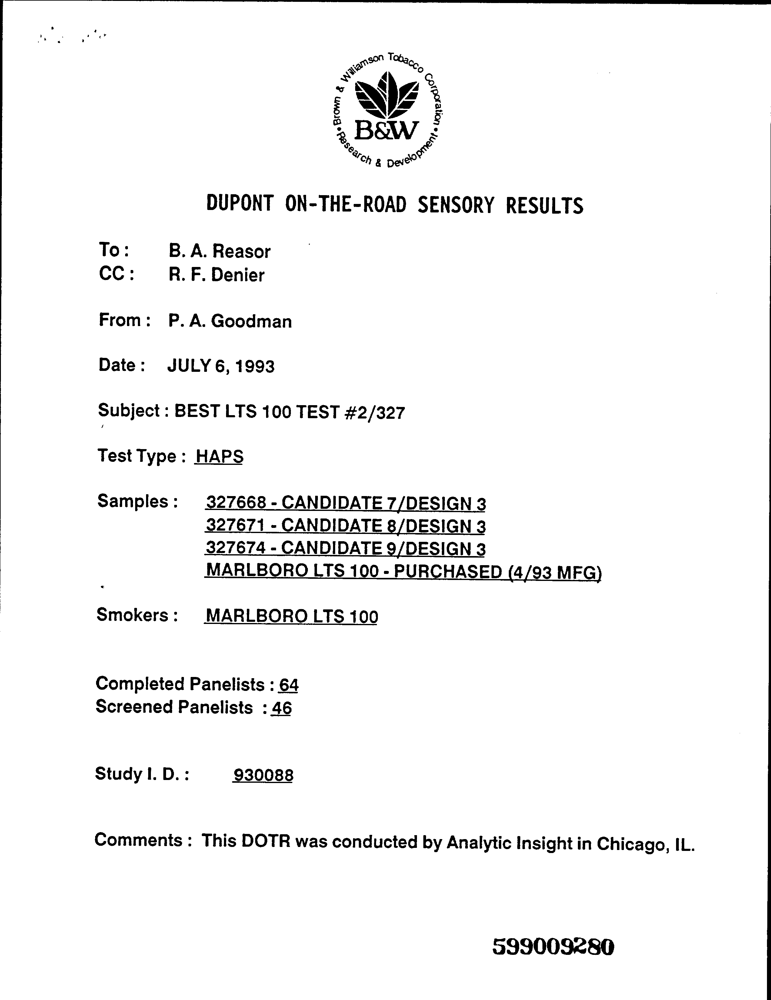 Brown & Williamson Tobacco Corporation
• Research & Development •
B&W
DUPONT ON-THE-ROAD SENSORY RESULTS
To : B. A. Reasor
CC : R. F. Denier
From : P. A. Goodman
Date : JULY 6, 1993
Subject : BEST LTS 100 TEST #2/327
Test Type : HAPS
Samples : 327668 - CANDIDATE 7/DESIGN 3
327671 - CANDIDATE 8/DESIGN 3
327674 - CANDIDATE 9/DESIGN 3
MARLBORO LTS 100 - PURCHASED (4/93 MFG)
Smokers : MARLBORO LTS 100
Completed Panelists : 64
Screened Panelists : 46
Study I. D. : 930088
Comments : This DOTR was conducted by Analytic Insight in Chicago, IL.
599009280